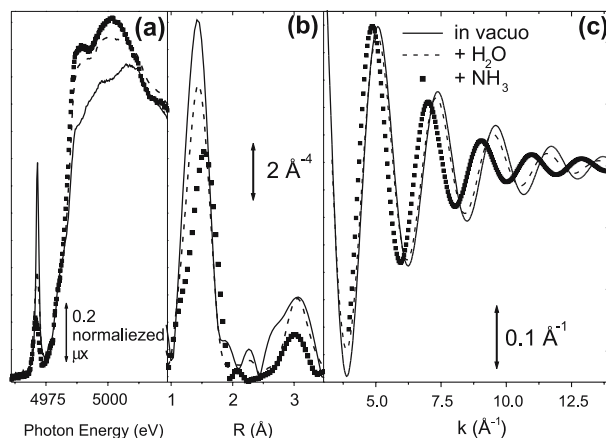 (a)
(b)
(c)
in vacuo
+ H₂O
+ NH₃
2 Å⁻⁴
0.2
normaliezed
μx
0.1 Å⁻¹
4975 5000
1 2 3
5.0 7.5 10.0 12.5
Photon Energy (eV)
R (Å)
k (Å⁻¹)